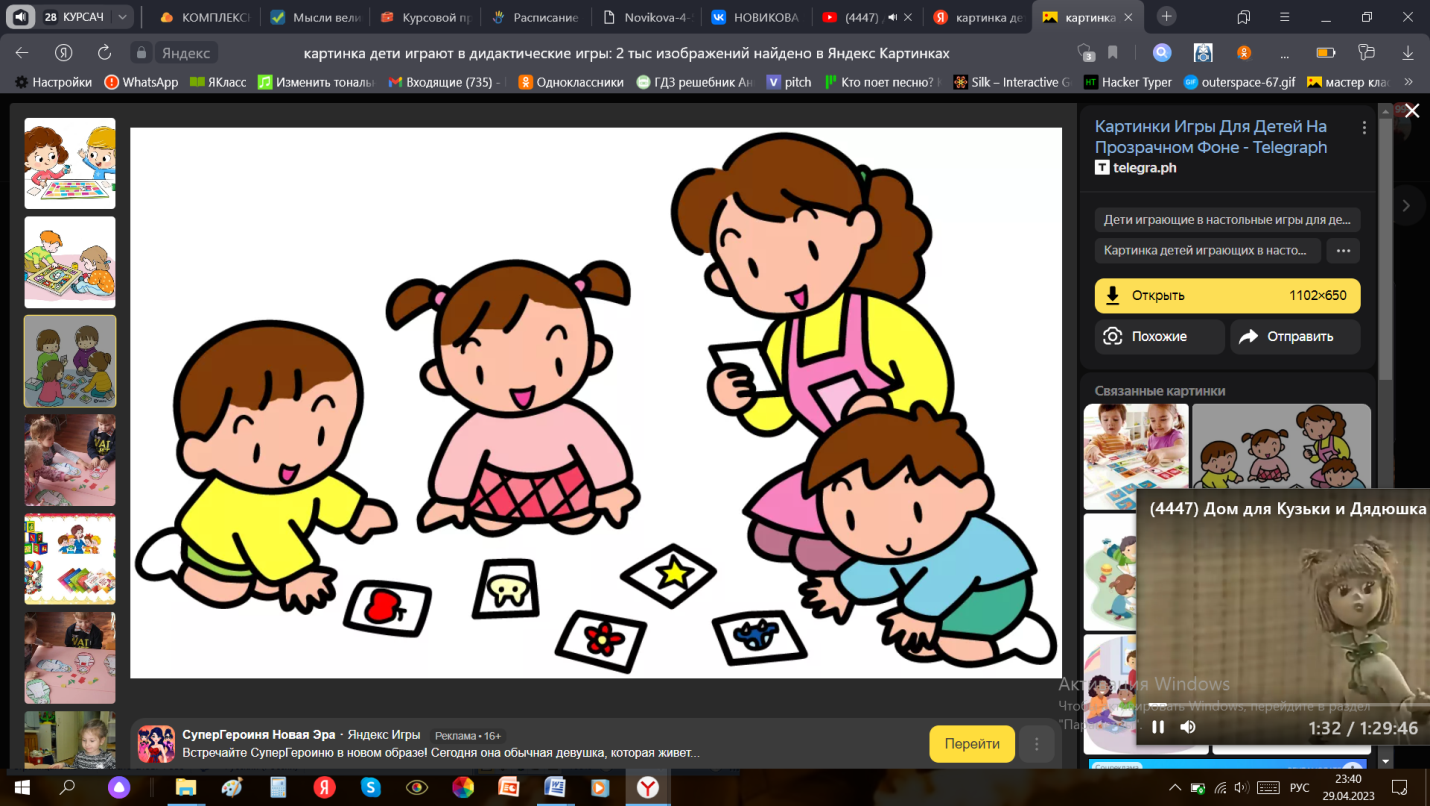 28 КУРСАЧ
КОМПЛЕКС
Мысли вели
Курсовой пр
Расписание
Novikova-4-
НОВИКОВА
(4447)
картинка де
картинка
Яндекс
картинка дети играют в дидактические игры: 2 тыс изображений найдено в Яндекс Картинках
3
Настройки
WhatsApp
ЯКласс
Изменить тональ
Входящие (735) -
Одноклассники
ГДЗ решебник Ан
pitch
Кто поет песню?
Silk – Interactive G
HT Hacker Typer
outerspace-67.gif
мастер клас
Картинки Игры Для Детей На
Прозрачном Фоне - Telegraph
T telegra.ph
Дети играющие в настольные игры для де...
Картинка детей играющих в насто...
Открыть 1102×650
Похожие
Отправить
Связанные картинки
(4447) Дом для Кузьки и Дядюшка
Активация Windows
1:32 / 1:29:46
СуперГероиня Новая Эра · Яндекс Игры Реклама • 16+
Встречайте СуперГероиню в новом образе! Сегодня она обычная девушка, которая живет...
Перейти
РУС
23:40
29.04.2023